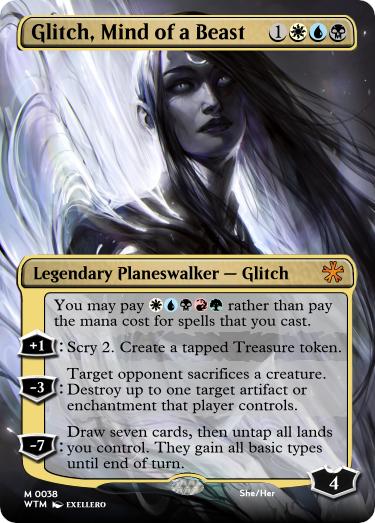 Glitch, Mind of a Beast 1
Legendary Planeswalker — Glitch
You may pay rather than pay
the mana cost for spells that you cast.
+1 : Scry 2. Create a tapped Treasure token.
Target opponent sacrifices a creature.
-3 : Destroy up to one target artifact or
enchantment that player controls.
Draw seven cards, then untap all lands
-7 : you control. They gain all basic types
until end of turn.
4
M 0038
WTM EXELLERO
She/Her